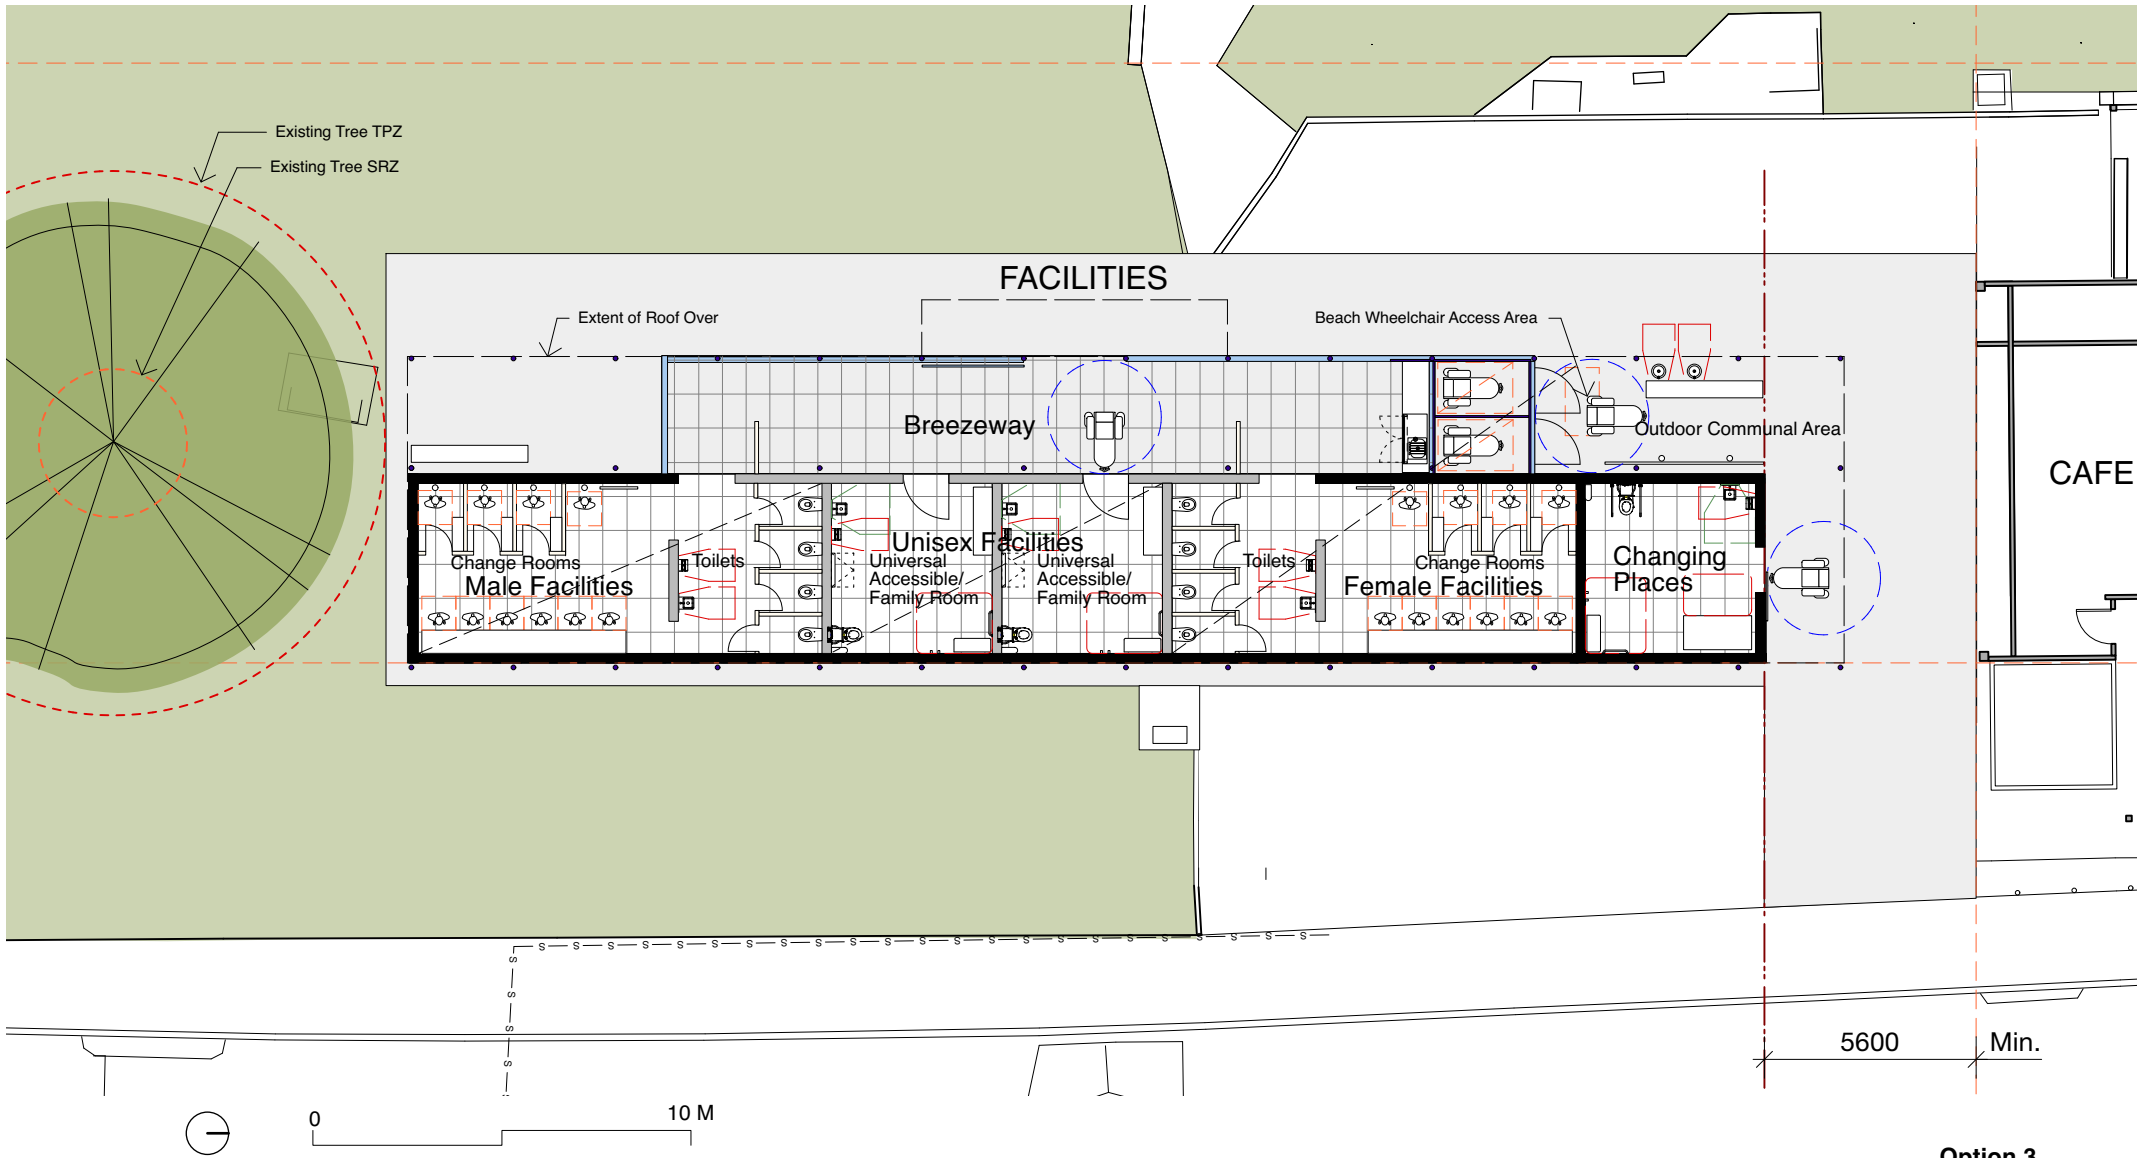 Existing Tree TPZ
Existing Tree SRZ
FACILITIES
Extent of Roof Over
Beach Wheelchair Access Area
Breezeway
Outdoor Communal Area
CAFE
Change Rooms
Male Facilities
Toilets
Unisex Facilities
Universal
Accessible/
Family Room
Universal
Accessible/
Family Room
Toilets
Change Rooms
Female Facilities
Changing
Places
S S S S S S S S S S S S S S S S S S S
S
S
S
S
5600
Min.
0
10 M
Option 3